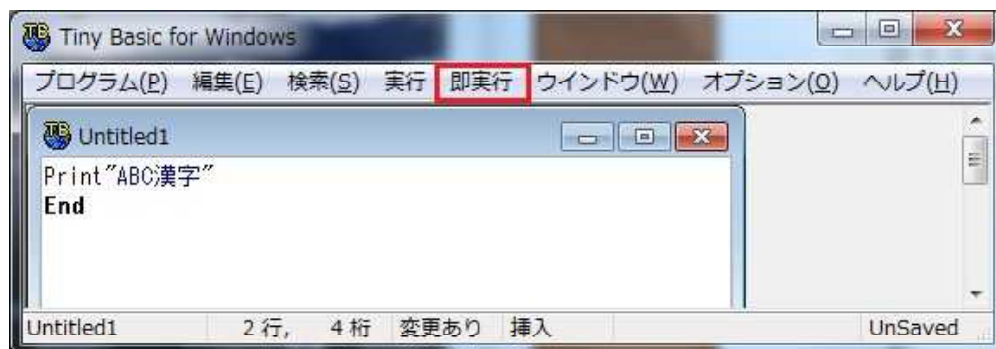 Tiny Basic for Windows
プログラム(P) 編集(E) 検索(S) 実行 即実行 ウインドウ(W) オプション(O) ヘルプ(H)
Untitled1
Print"ABC漢字"
End
Untitled1 2行, 4桁 変更あり 挿入 UnSaved